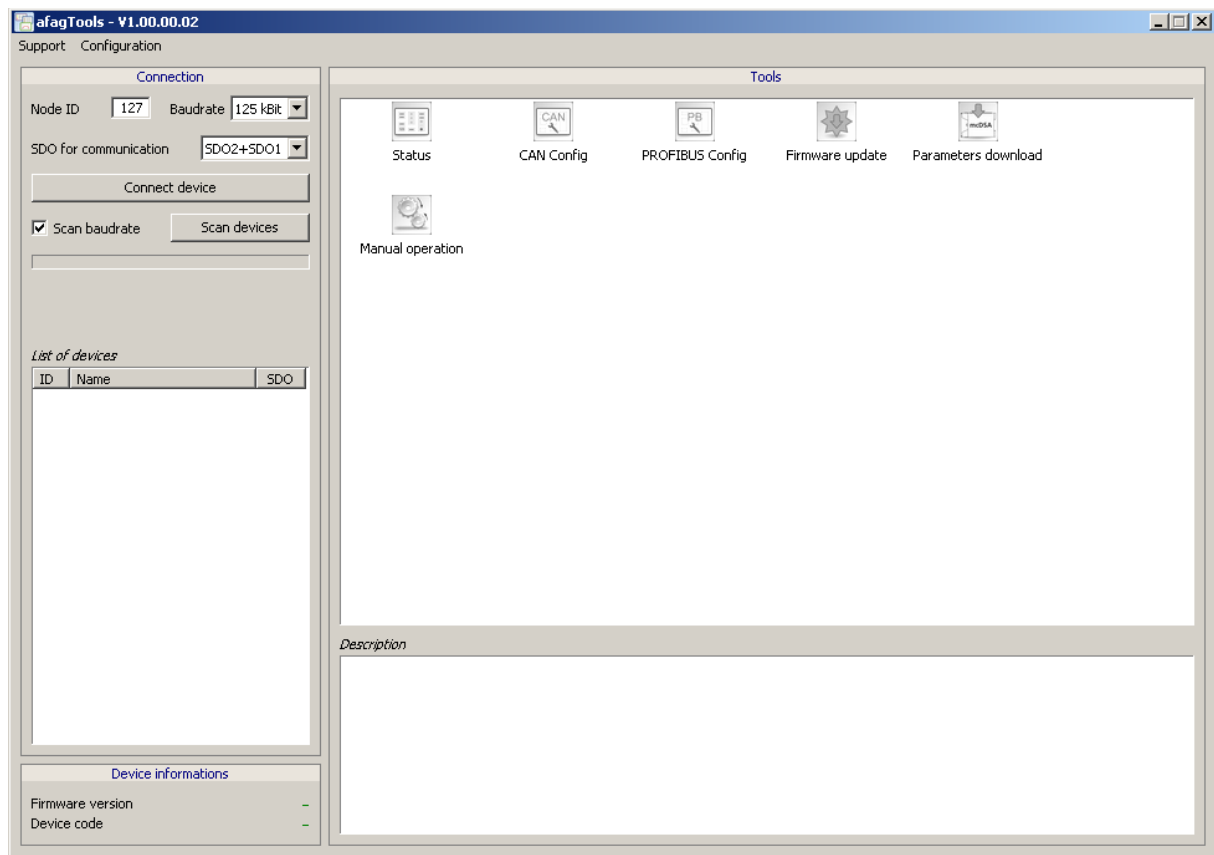 afagTools - V1.00.00.02
Support Configuration
Connection
Node ID 127 Baudrate 125 kBit
SDO for communication SDO2+SDO1
Connect device
Scan baudrate Scan devices
List of devices
ID Name SDO
Device informations
Firmware version -
Device code -
Tools
CAN PB mcDSA
Status CAN Config PROFIBUS Config Firmware update Parameters download
Manual operation
Description